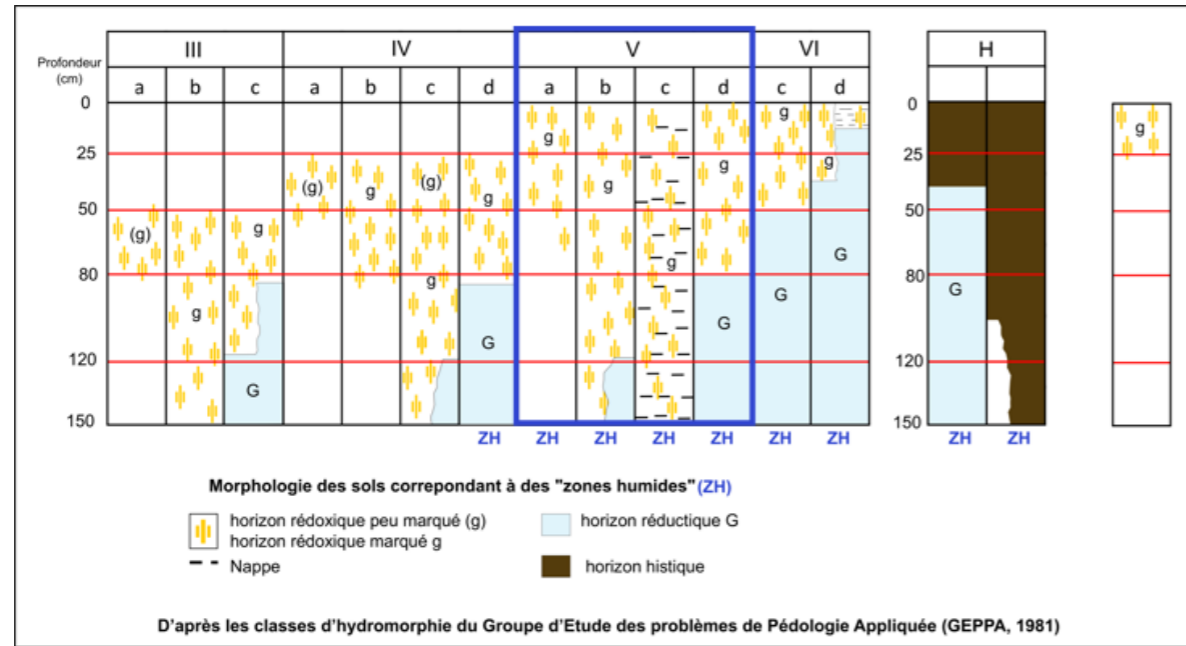 III IV V VI H
Profondeur
(cm)
a b c a b c d a b c d c d
0 0
25 25
50 50
80 80
120 120
150 150
(g) g g G
(g) g (g) g g G
g g g g G
g G g G
G
g
ZH ZH ZH ZH ZH ZH ZH ZH ZH
Morphologie des sols correpondant à des "zones humides" (ZH)
horizon rédoxique peu marqué (g)
horizon rédoxique marqué g
Nappe
horizon réductique G
horizon histique
D'après les classes d'hydromorphie du Groupe d'Etude des problèmes de Pédologie Appliquée (GEPPA, 1981)